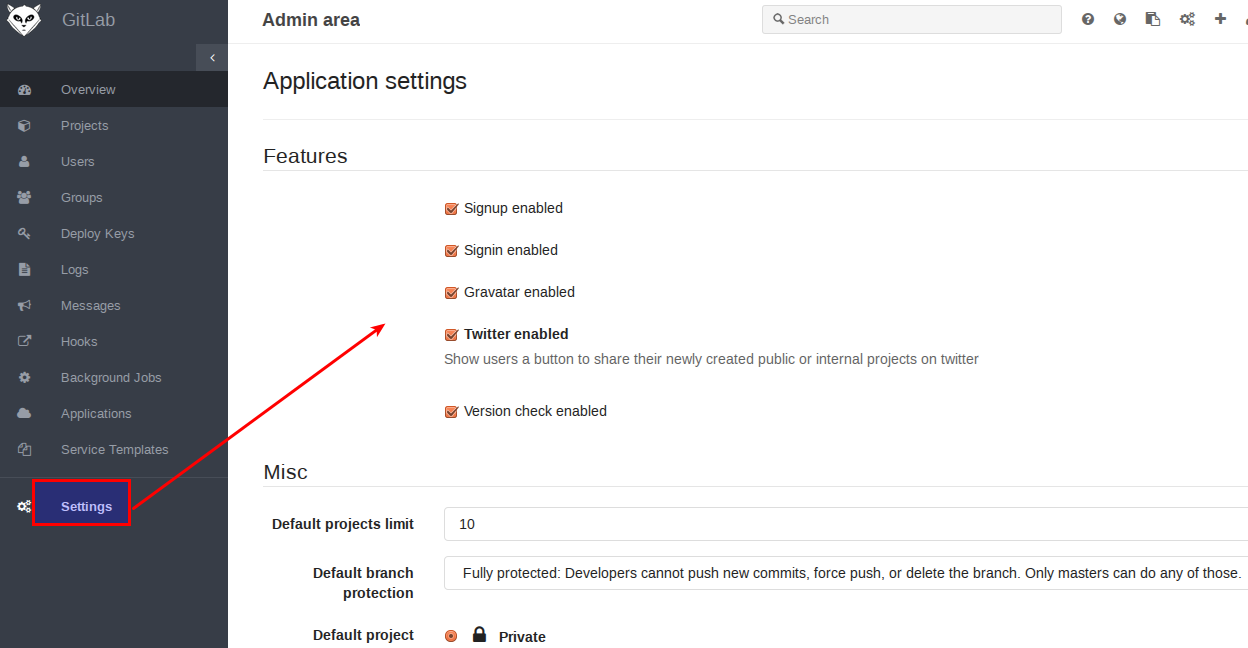 GitLab
Admin area
Search
Overview
Projects
Users
Groups
Deploy Keys
Logs
Messages
Hooks
Background Jobs
Applications
Service Templates
Settings
Application settings
Features
Signup enabled
Signin enabled
Gravatar enabled
Twitter enabled
Show users a button to share their newly created public or internal projects on twitter
Version check enabled
Misc
Default projects limit
10
Default branch
protection
Fully protected: Developers cannot push new commits, force push, or delete the branch. Only masters can do any of those.
Default project
Private